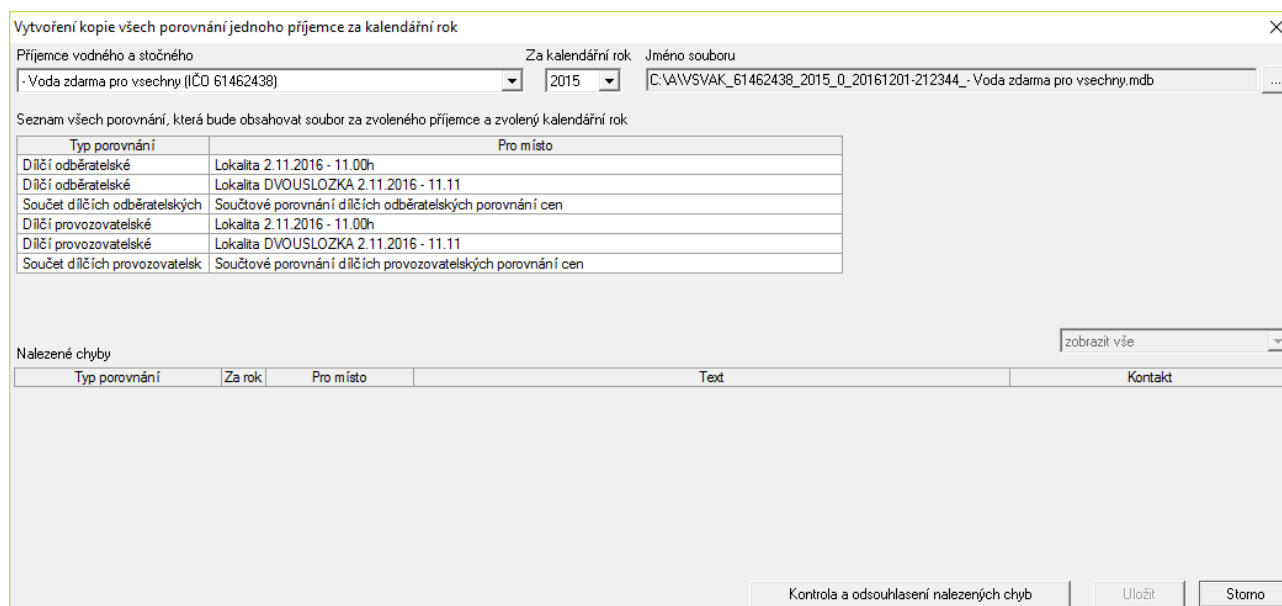 Vytvoření kopie všech porovnání jednoho příjemce za kalendářní rok
Příjemce vodného a stočného Za kalendářní rok Jméno souboru
- Voda zdarma pro vsechny (IČO 61462438) 2015 C:\A\VSVAK_61462438_2015_0_20161201-212344_- Voda zdarma pro vsechny.mdb ...
Seznam všech porovnání, která bude obsahovat soubor za zvoleného příjemce a zvolený kalendářní rok
Typ porovnání Pro místo
Dílčí odběratelské Lokalita 2.11.2016 - 11.00h
Dílčí odběratelské Lokalita DVOUSLOZKA 2.11.2016 - 11.11
Součet dílčích odběratelských Součtové porovnání dílčích odběratelských porovnání cen
Dílčí provozovatelské Lokalita 2.11.2016 - 11.00h
Dílčí provozovatelské Lokalita DVOUSLOZKA 2.11.2016 - 11.11
Součet dílčích provozovatelsk Součtové porovnání dílčích provozovatelských porovnání cen
zobrazit vše
Nalezené chyby
Typ porovnání Za rok Pro místo Text Kontakt
Kontrola a odsouhlasení nalezených chyb Uložit Storno